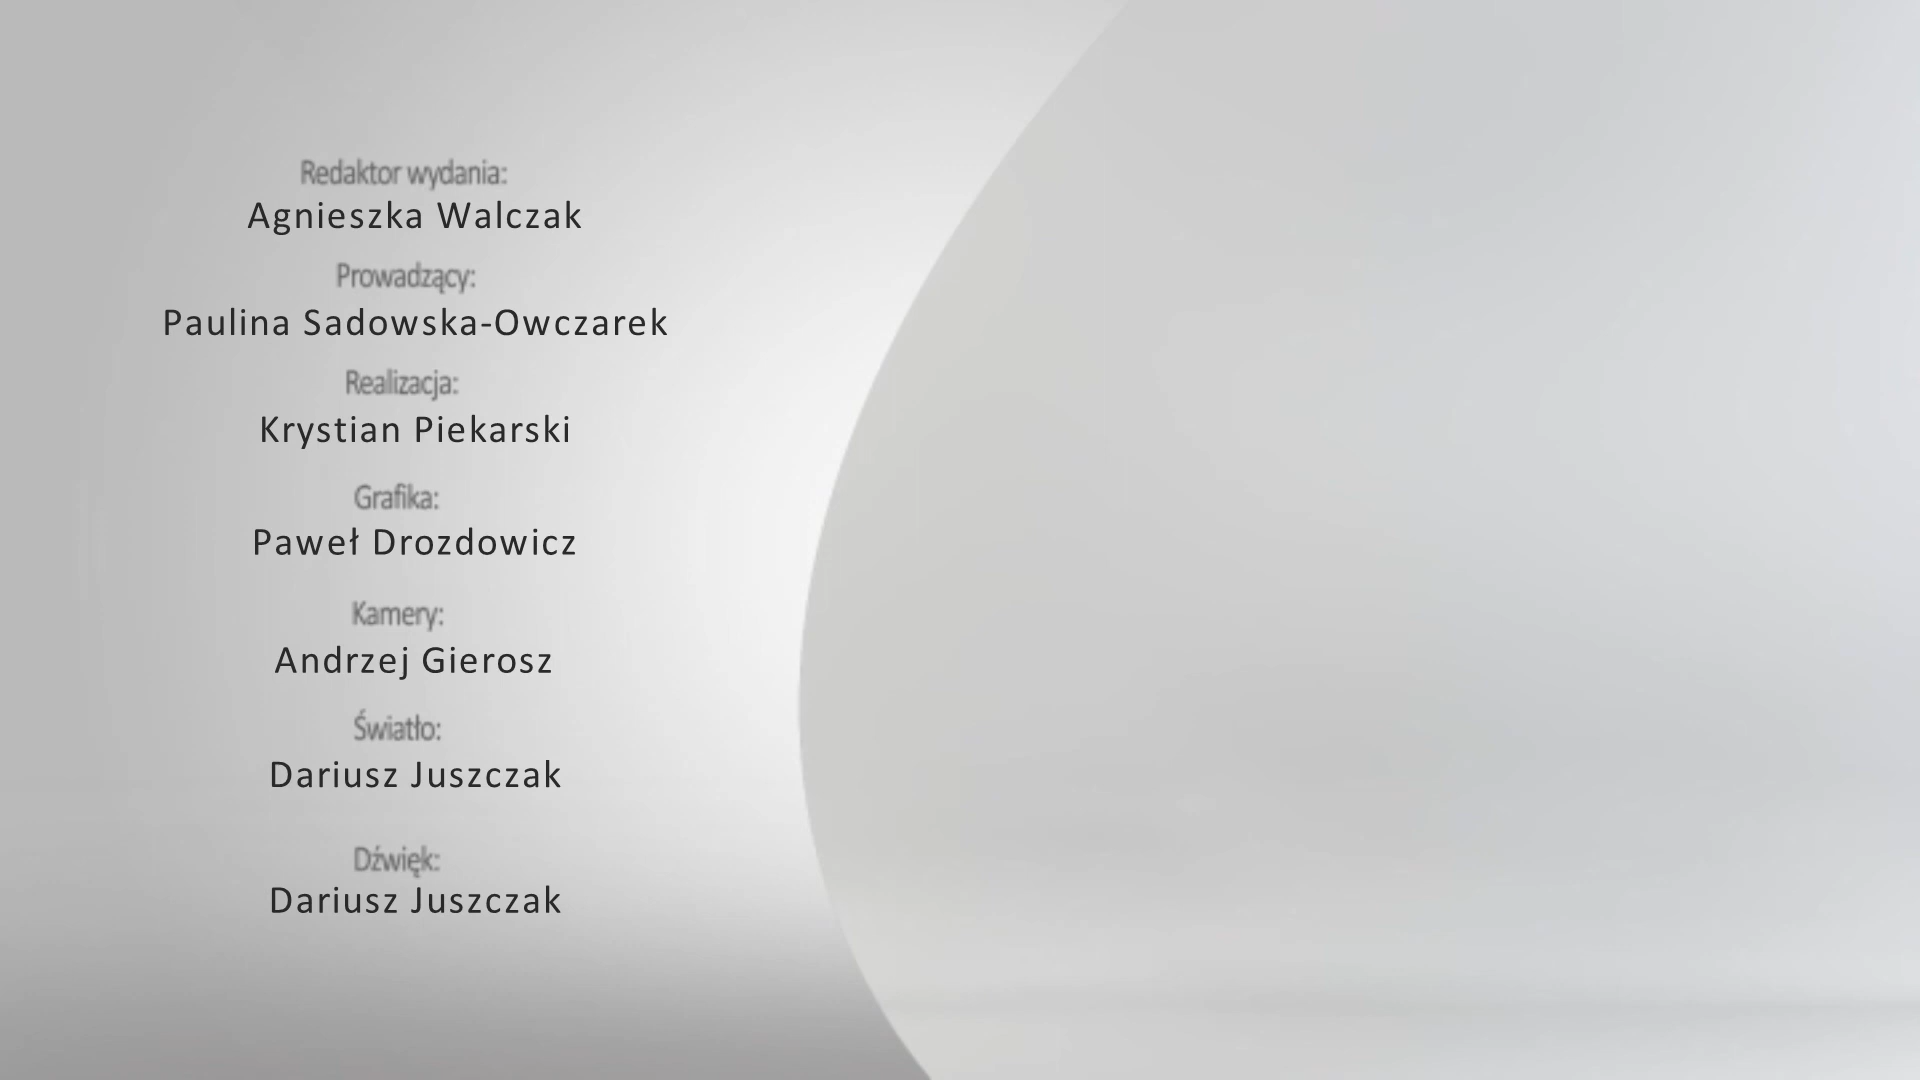 Redaktor wydania:
Agnieszka Walczak
Prowadzący:
Paulina Sadowska-Owczarek
Realizacja:
Krystian Piekarski
Grafika:
Paweł Drozdowicz
Kamery:
Andrzej Gierosz
Światło:
Dariusz Juszczak
Dźwięk:
Dariusz Juszczak